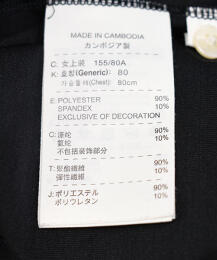 MADE IN CAMBODIA
カンボジア製
C: 女上装 155/80A
K: 호칭(Generic): 80
가슴둘레(Chest) 80cm
E: POLYESTER 90%
SPANDEX 10%
EXCLUSIVE OF DECORATION
C: 涤纶 90%
氨纶 10%
不包括装饰部分
T: 聚酯纖維 90%
彈性纖維 10%
J: ポリエステル 90%
ポリウレタン 10%